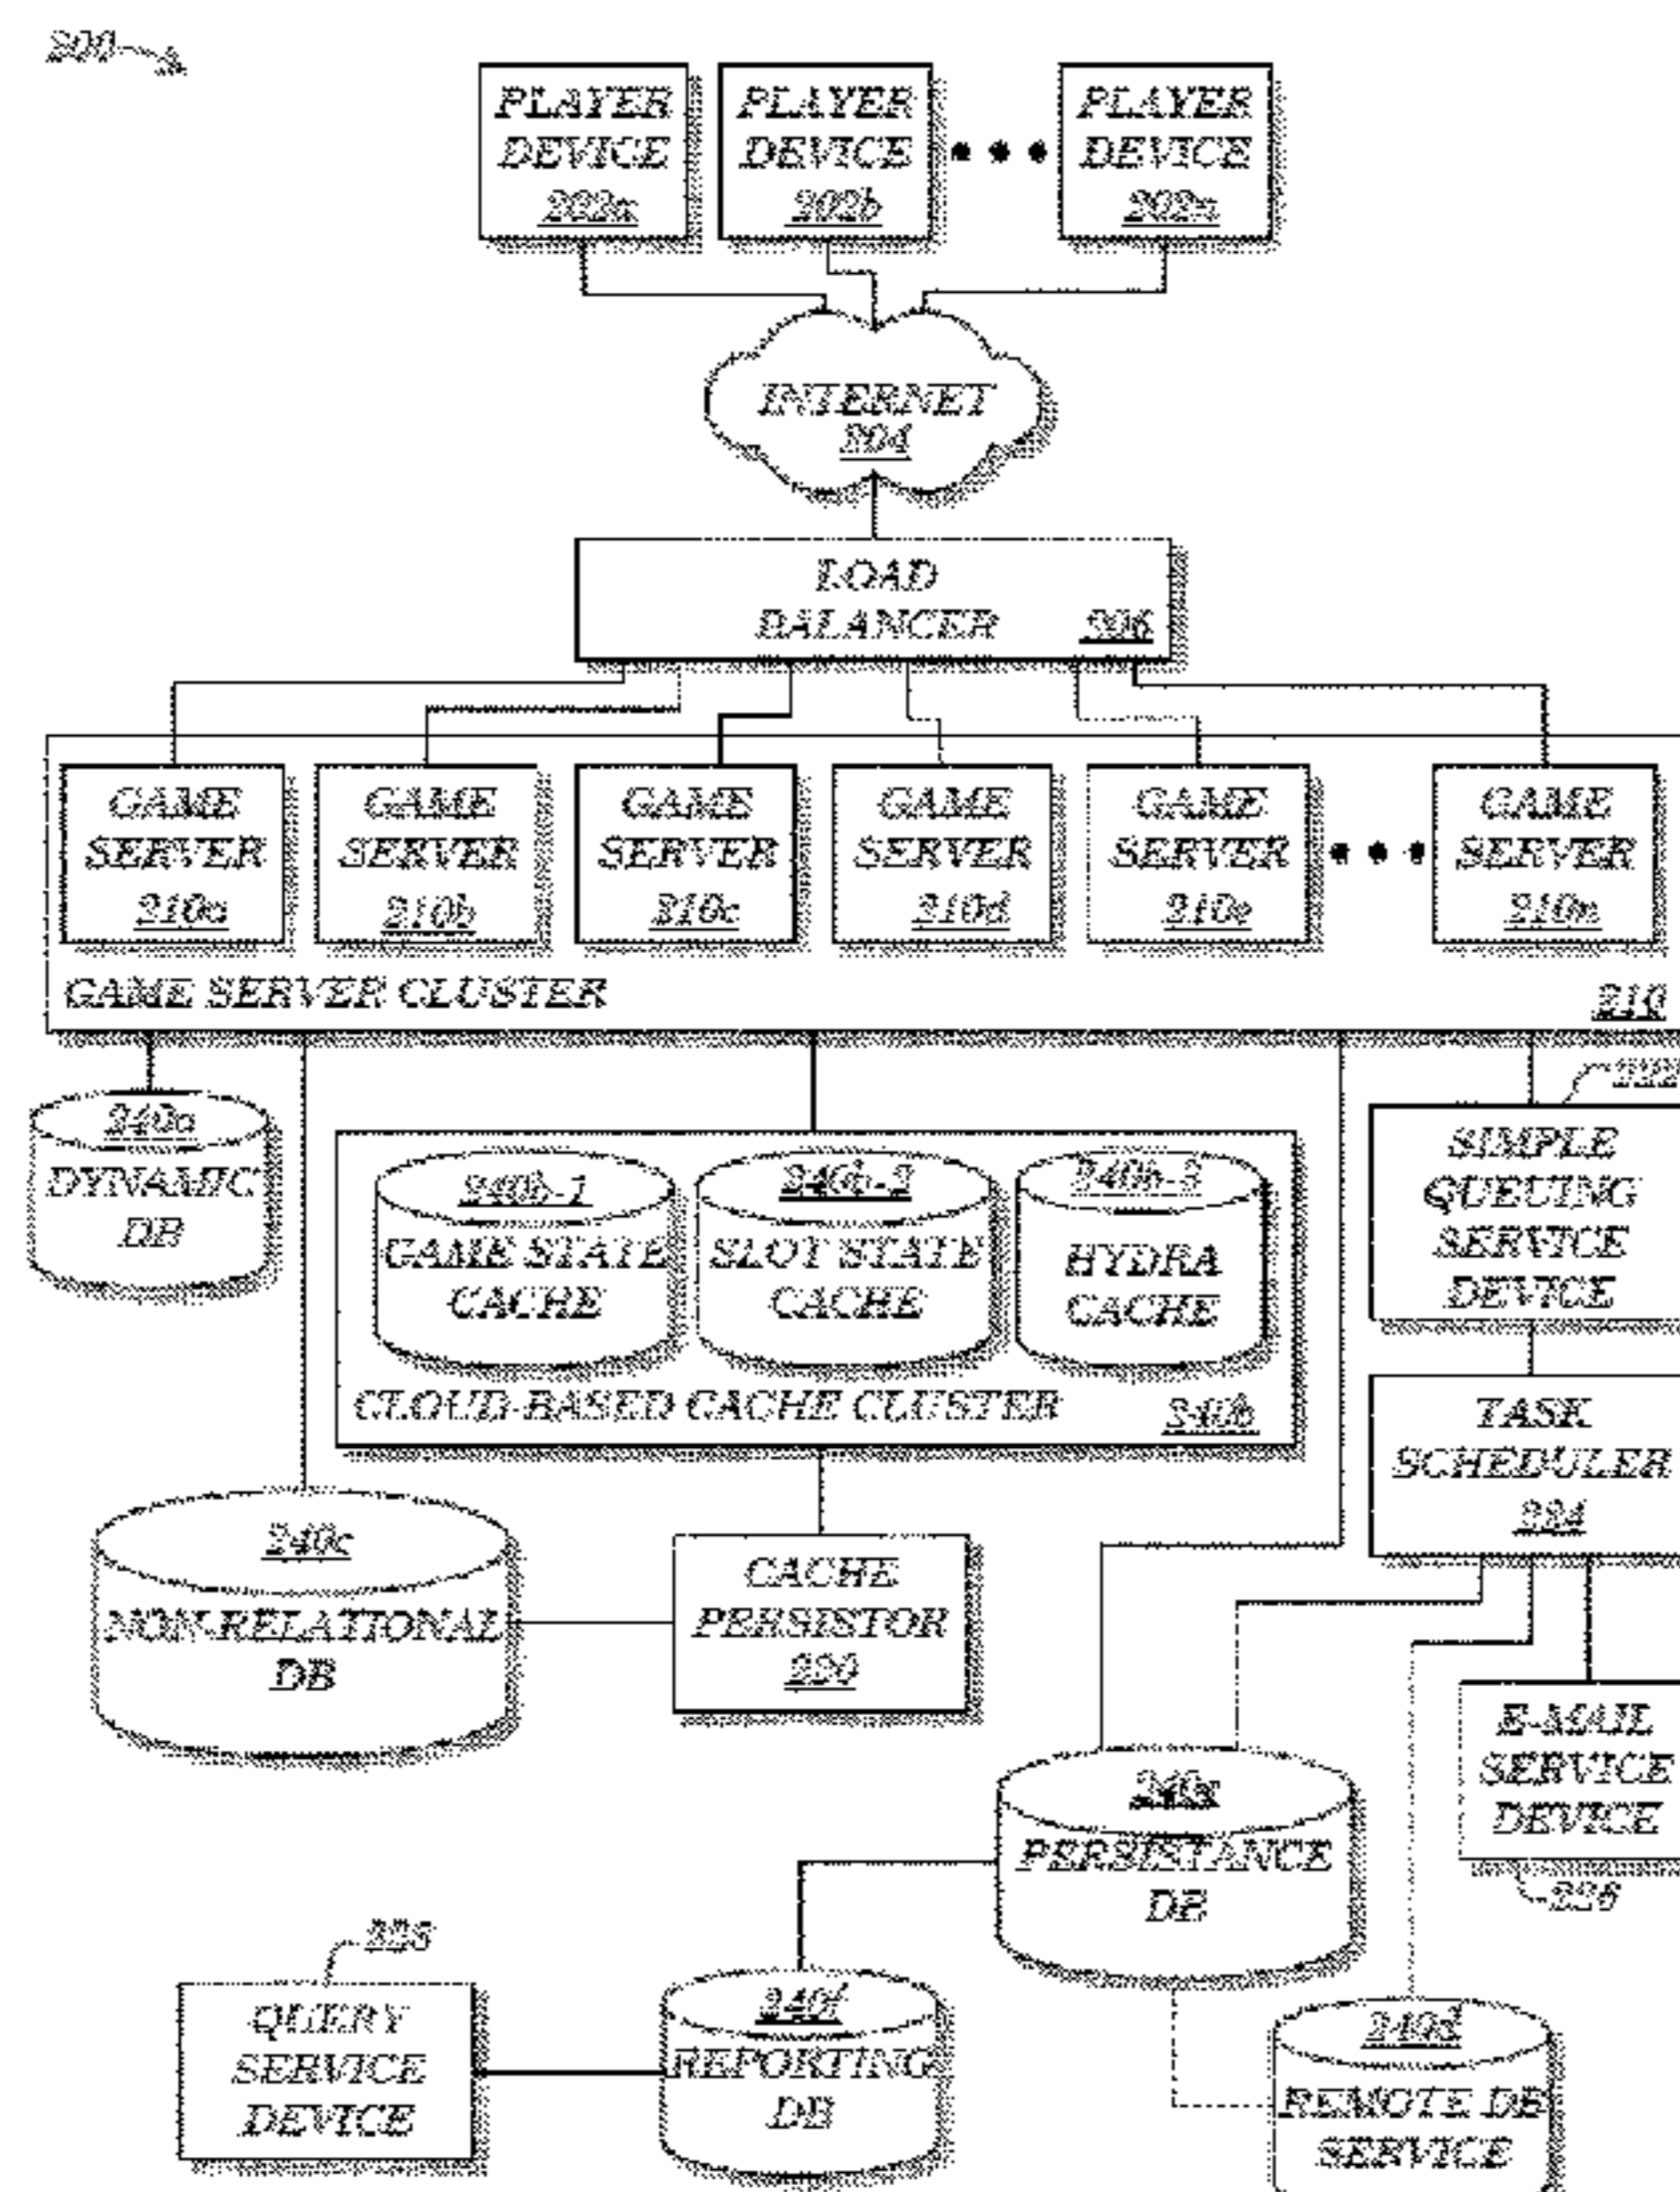 200
PLAYER
DEVICE
202a
PLAYER
DEVICE
202b
PLAYER
DEVICE
202n
INTERNET
204
LOAD
BALANCER
206
GAME
SERVER
210a
GAME
SERVER
210b
GAME
SERVER
210c
GAME
SERVER
210d
GAME
SERVER
210e
GAME
SERVER
210n
GAME SERVER CLUSTER
210
240a
DYNAMIC
DB
240b-1
GAME STATE
CACHE
240b-2
SLOT STATE
CACHE
240b-3
HYDRA
CACHE
CLOUD-BASED CACHE CLUSTER
240b
SIMPLE
QUEUING
SERVICE
DEVICE
TASK
SCHEDULER
224
240c
NON-RELATIONAL
DB
CACHE
PERSISTOR
220
E-MAIL
SERVICE
DEVICE
226
240e
PERSISTANCE
DB
QUERY
SERVICE
DEVICE
240f
REPORTING
DB
240d
REMOTE DB
SERVICE